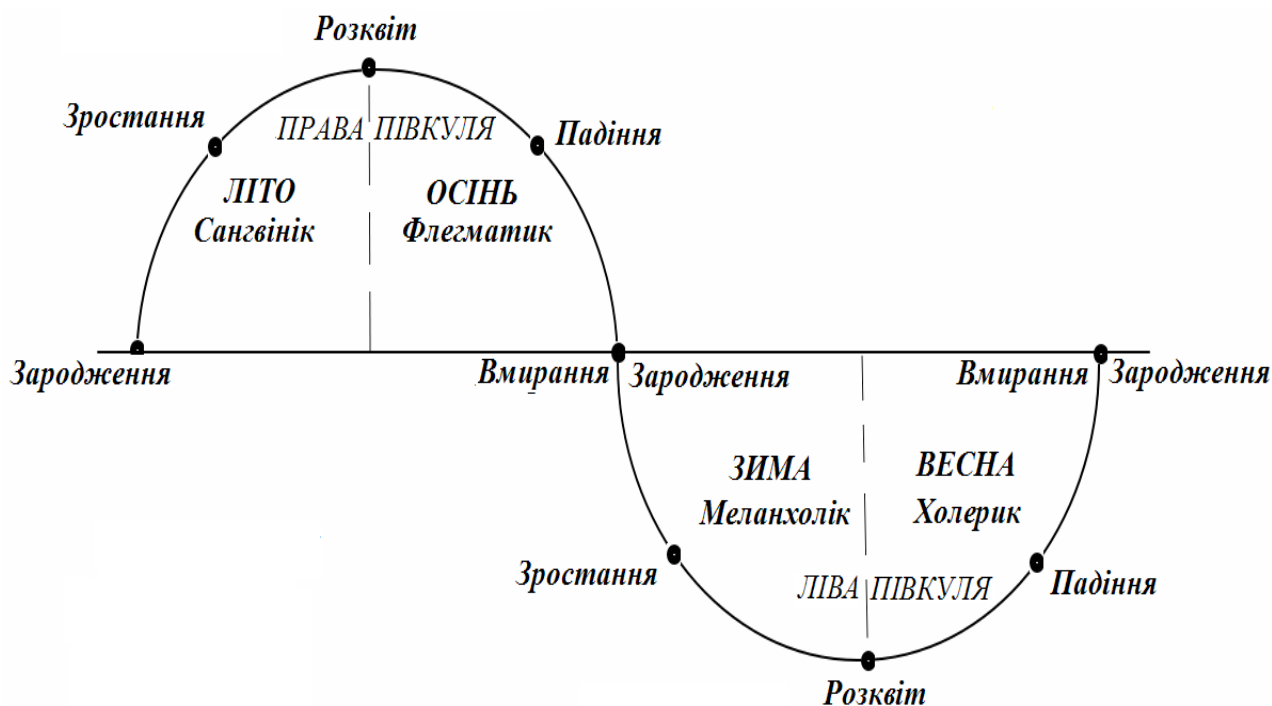 Розквіт
Зростання
ПРАВА ПІВКУЛЯ
Падіння
ЛІТО
Сангвінік
ОСІНЬ
Флегматик
Зародження
Вмирання
Зародження
Вмирання
Зародження
ЗИМА
Меланхолік
ВЕСНА
Холерик
Зростання
ЛІВА ПІВКУЛЯ
Падіння
Розквіт